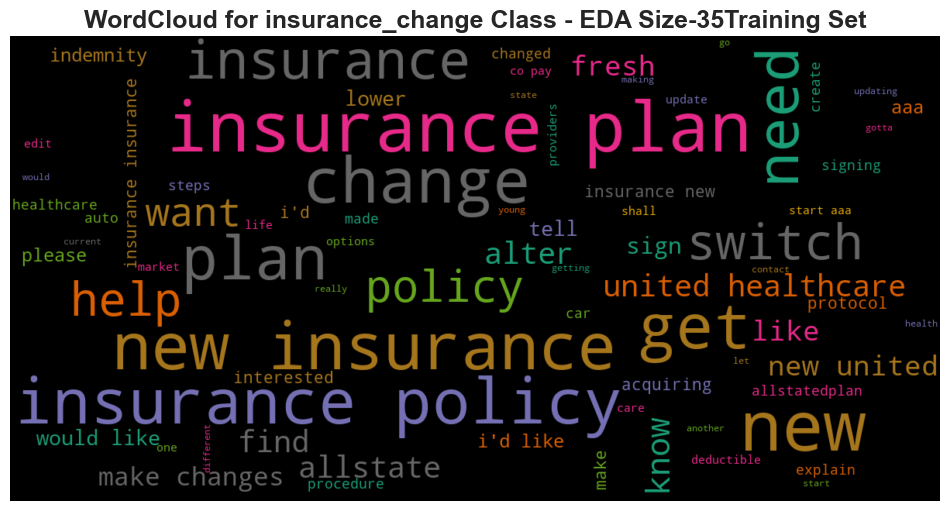 WordCloud for insurance_change Class - EDA Size-35Training Set
indemnity
insurance
changed
co pay
fresh
go
making
need
create
updating
aaa
lower
state
update
gotta
insurance plan
providers
edit
signing
would
insurance insurance
steps
change
insurance new
healthcare
auto
want
life
i'd
made
young
shall
start aaa
tell
sign
switch
please
current
market
plan
options
alter
getting
contact
really
policy
united healthcare
protocol
help
car
get
like
health
new insurance
let
new united
interested
acquiring
allstatedplan
insurance policy
care
new
would like
one
different
find
i'd like
know
another
make changes
allstate
procedure
make
deductible
explain
start